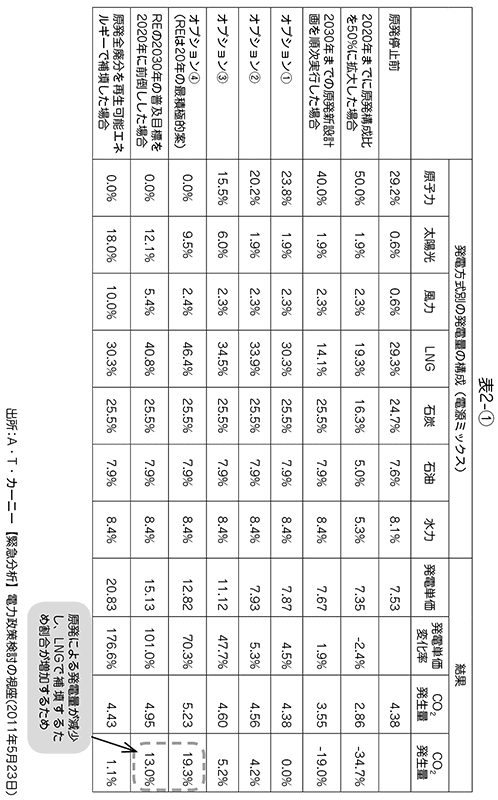 表2-①
発電方式別の発電量の構成（電源ミックス） 結果
原子力 太陽光 風力 LNG 石炭 石油 水力 発電単価 発電単価変化率 CO2発生量 CO2発生量
原発停止前 29.2% 0.6% 0.6% 29.3% 24.7% 7.6% 8.1% 7.53 4.38
2020年までに原発構成比
を50%に拡大した場合 50.0% 1.9% 2.3% 19.3% 16.3% 5.0% 5.3% 7.35 -2.4% 2.86 -34.7%
2030年までの原発新設計
画を順次実行した場合 40.0% 1.9% 2.3% 14.1% 25.5% 7.9% 8.4% 7.67 1.9% 3.55 -19.0%
オプション① 23.8% 1.9% 2.3% 30.3% 25.5% 7.9% 8.4% 7.87 4.5% 4.38 0.0%
オプション② 20.2% 1.9% 2.3% 33.9% 25.5% 7.9% 8.4% 7.93 5.3% 4.56 4.2%
オプション③ 15.5% 6.0% 2.3% 34.5% 25.5% 7.9% 8.4% 11.12 47.7% 4.60 5.2%
オプション④
（REは20年の最積極的案） 0.0% 9.5% 2.4% 46.4% 25.5% 7.9% 8.4% 12.82 70.3% 5.23 19.3%
REの2030年の普及目標を
2020年に前倒しした場合 0.0% 12.1% 5.4% 40.8% 25.5% 7.9% 8.4% 15.13 101.0% 4.95 13.0%
原発全廃分を再生可能エネ
ルギーで補填した場合 0.0% 18.0% 10.0% 30.3% 25.5% 7.9% 8.4% 20.83 176.6% 4.43 1.1%
原発による発電量が減少
し、LNGで補填するた
め割合が増加するため
出所：A・T・カーニー【緊急分析】電力政策検討の視座(2011年5月23日)